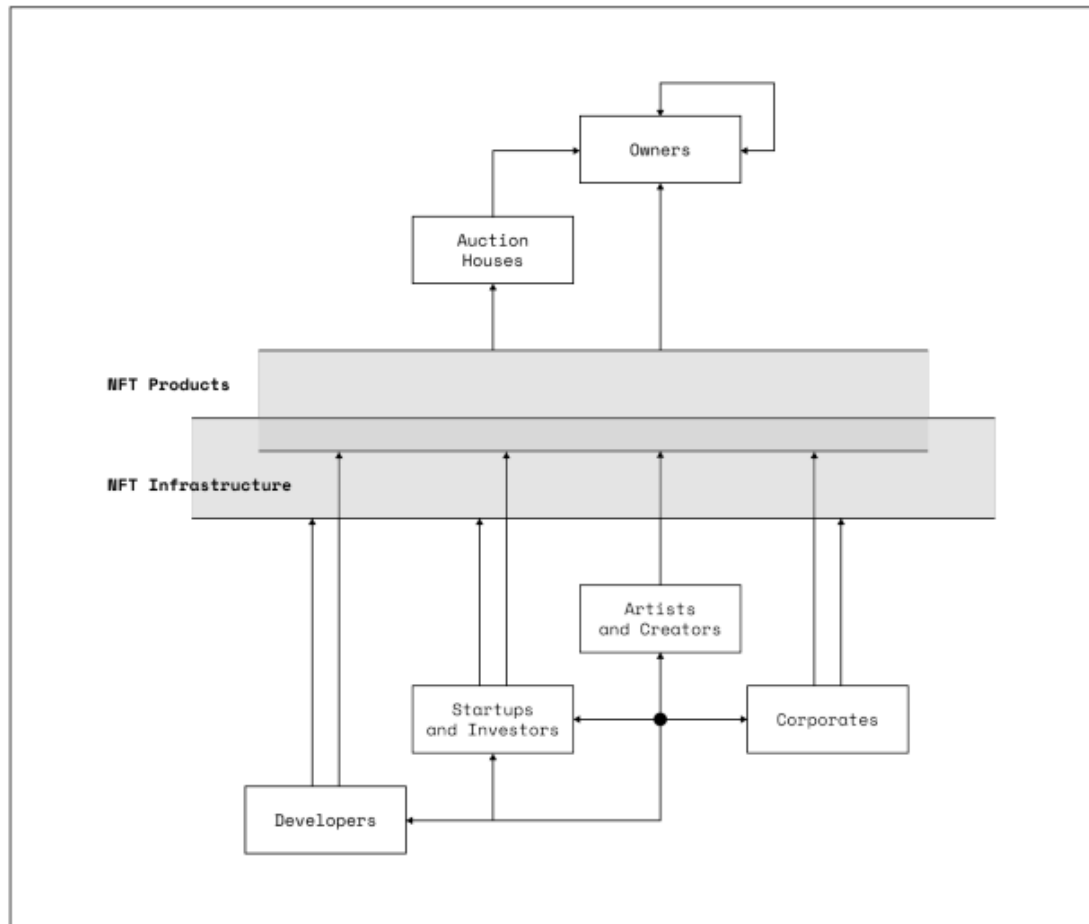 Owners
Auction
Houses
NFT Products
NFT Infrastructure
Artists
and Creators
Startups
and Investors
Corporates
Developers